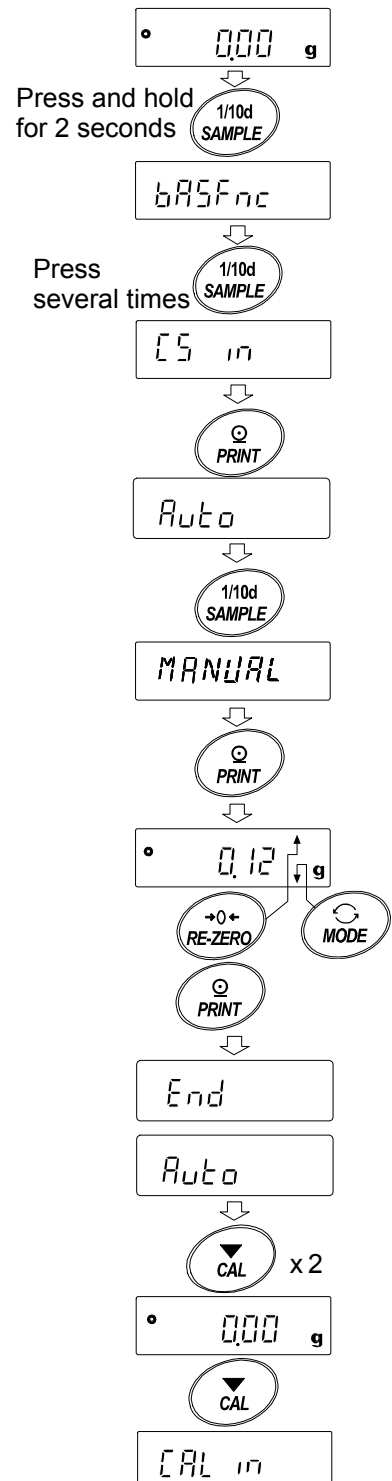 0.00 g
Press and hold
for 2 seconds
1/10d
SAMPLE
bASFnc
Press
several times
1/10d
SAMPLE
CS in
PRINT
Auto
1/10d
SAMPLE
MANUAL
PRINT
0.12 g
→0←
RE-ZERO
MODE
PRINT
End
Auto
CAL
x 2
0.00 g
CAL
CAL in